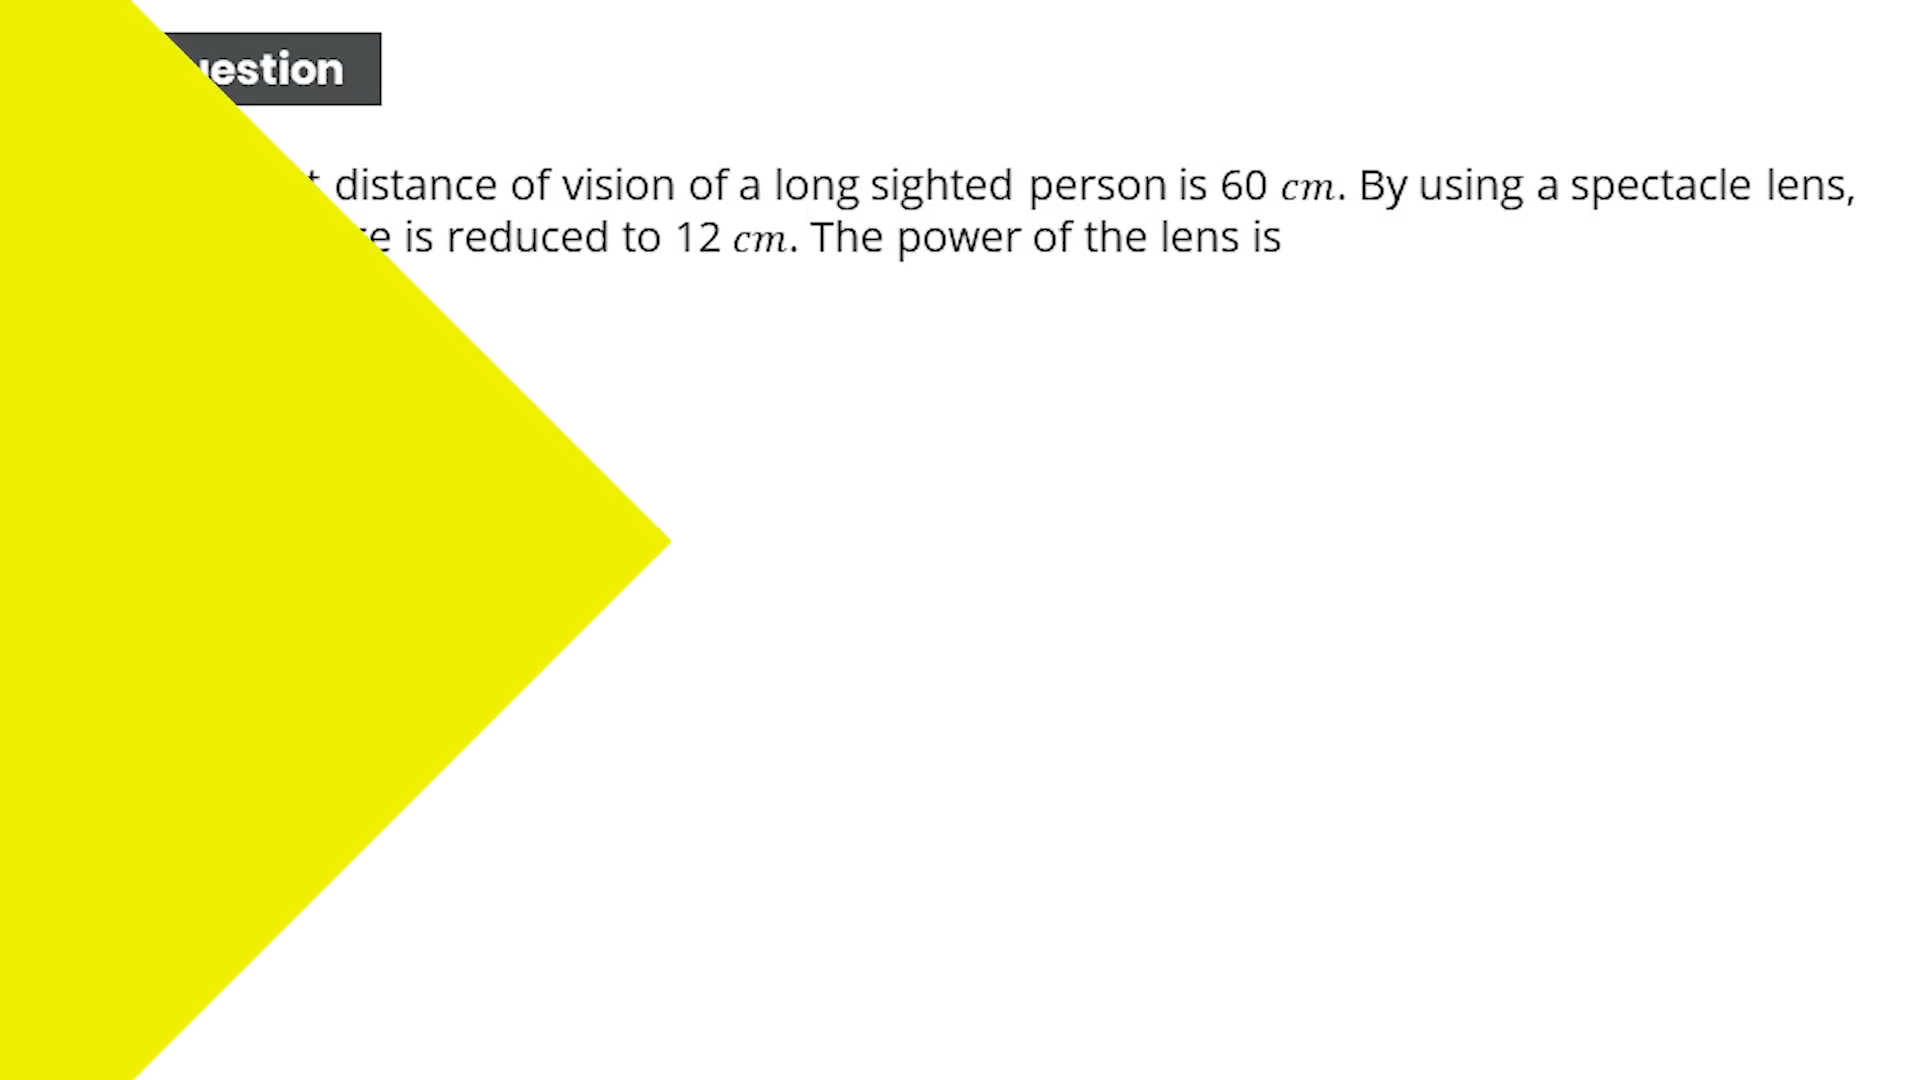 uestion
distance of vision of a long sighted person is 60 cm. By using a spectacle lens,
is reduced to 12 cm. The power of the lens is